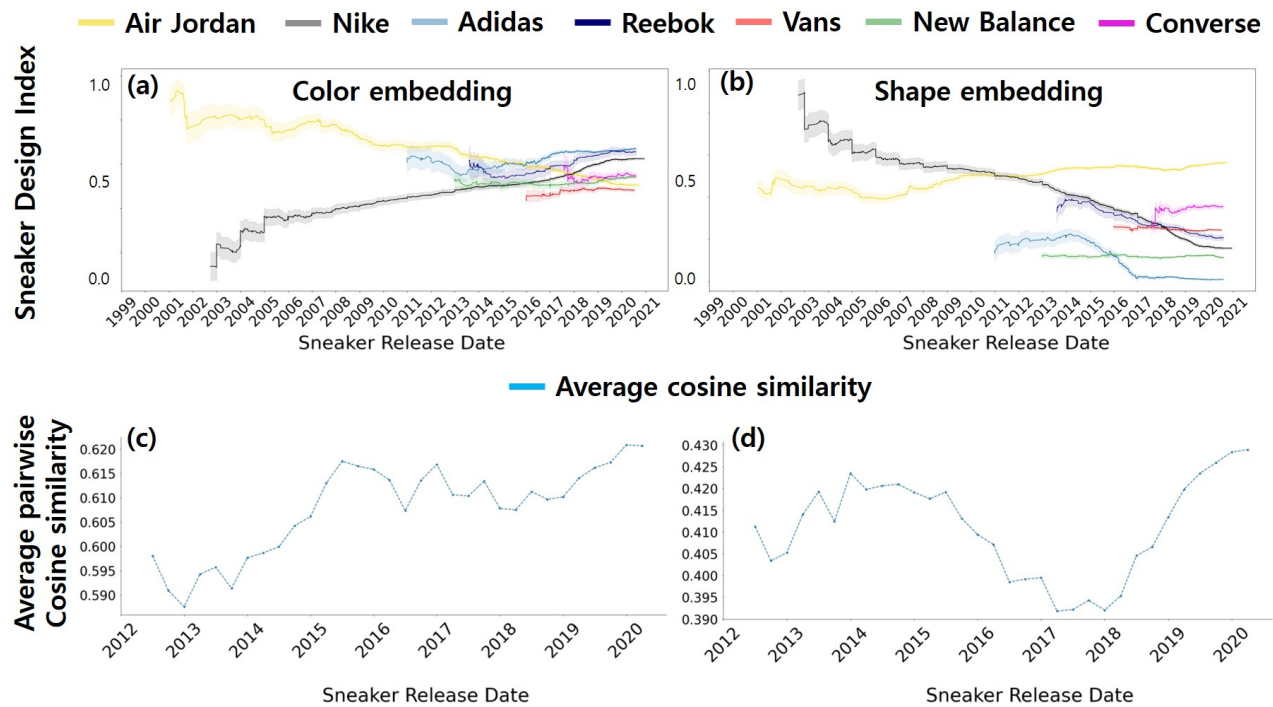 Air Jordan Nike Adidas Reebok Vans New Balance Converse
Sneaker Design Index
(a) Color embedding
1.0
0.5
0.0
1999 2000 2001 2002 2003 2004 2005 2006 2007 2008 2009 2010 2011 2012 2013 2014 2015 2016 2017 2018 2019 2020 2021
Sneaker Release Date
(b) Shape embedding
1.0
0.5
0.0
1999 2000 2001 2002 2003 2004 2005 2006 2007 2008 2009 2010 2011 2012 2013 2014 2015 2016 2017 2018 2019 2020 2021
Sneaker Release Date
Average cosine similarity
Average pairwise
Cosine similarity
(c)
0.620
0.615
0.610
0.605
0.600
0.595
0.590
2012 2013 2014 2015 2016 2017 2018 2019 2020
Sneaker Release Date
(d)
0.430
0.425
0.420
0.415
0.410
0.405
0.400
0.395
0.390
2012 2013 2014 2015 2016 2017 2018 2019 2020
Sneaker Release Date